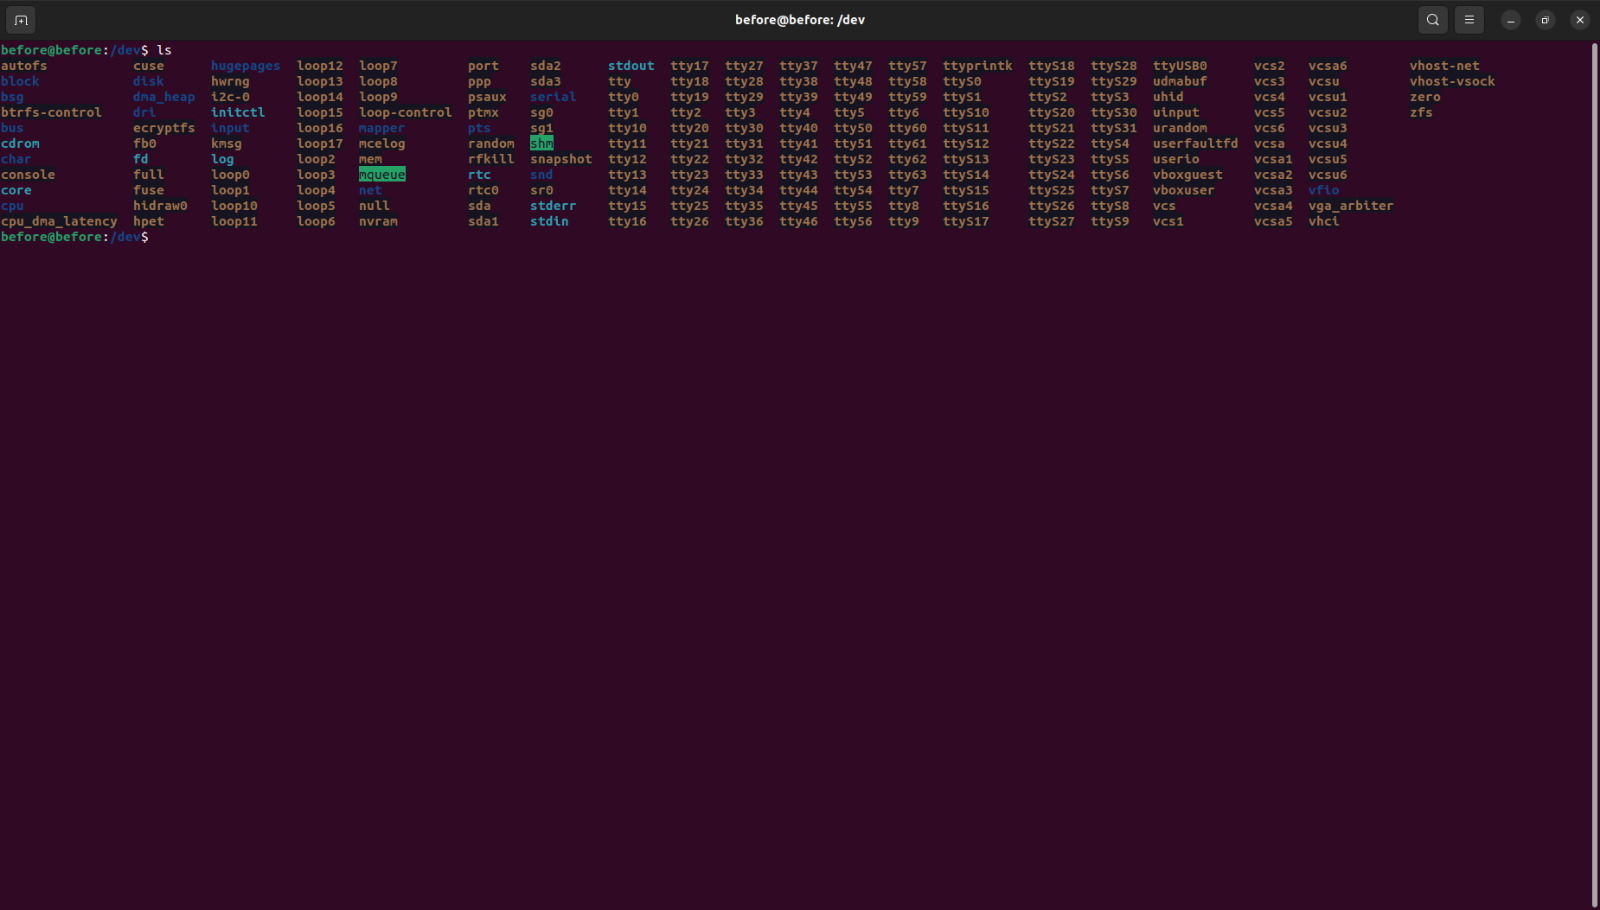 before@before: /dev
before@before:/dev$ ls
autofs cuse hugepages loop12 loop7 port sda2 stdout tty17 tty27 tty37 tty47 tty57 ttyprintk ttyS18 ttyS28 ttyUSB0 vcs2 vcsa6 vhost-net
block disk hwrng loop13 loop8 ppp sda3 tty tty18 tty28 tty38 tty48 tty58 ttyS0 ttyS19 ttyS29 udmabuf vcs3 vcsu vhost-vsock
bsg dma_heap i2c-0 loop14 loop9 psaux serial tty0 tty19 tty29 tty39 tty49 tty59 ttyS1 ttyS2 ttyS3 uhid vcs4 vcsu1 zero
btrfs-control dri initctl loop15 loop-control ptmx sg0 tty1 tty2 tty3 tty4 tty5 tty6 ttyS10 ttyS20 ttyS30 uinput vcs5 vcsu2 zfs
bus ecryptfs input loop16 mapper pts sg1 tty10 tty20 tty30 tty40 tty50 tty60 ttyS11 ttyS21 ttyS31 urandom vcs6 vcsu3
cdrom fb0 kmsg loop17 mcelog random shm tty11 tty21 tty31 tty41 tty51 tty61 ttyS12 ttyS22 ttyS4 userfaultfd vcsa vcsu4
char fd log loop2 mem rfkill snapshot tty12 tty22 tty32 tty42 tty52 tty62 ttyS13 ttyS23 ttyS5 userio vcsa1 vcsu5
console full loop0 loop3 mqueue rtc snd tty13 tty23 tty33 tty43 tty53 tty63 ttyS14 ttyS24 ttyS6 vboxguest vcsa2 vcsu6
core fuse loop1 loop4 net rtc0 sr0 tty14 tty24 tty34 tty44 tty54 tty7 ttyS15 ttyS25 ttyS7 vboxuser vcsa3 vfio
cpu hidraw0 loop10 loop5 null sda stderr tty15 tty25 tty35 tty45 tty55 tty8 ttyS16 ttyS26 ttyS8 vcs vcsa4 vga_arbiter
cpu_dma_latency hpet loop11 loop6 nvram sda1 stdin tty16 tty26 tty36 tty46 tty56 tty9 ttyS17 ttyS27 ttyS9 vcs1 vcsa5 vhci
before@before:/dev$